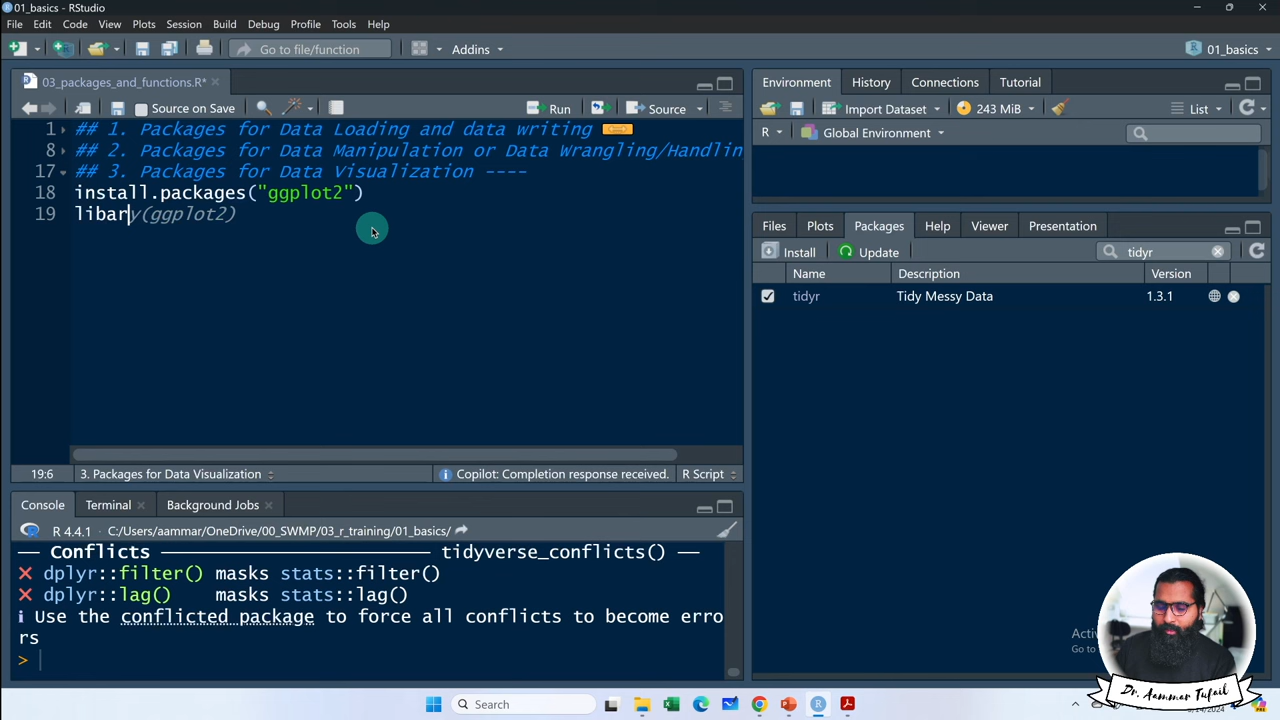 01_basics - RStudio
File Edit Code View Plots Session Build Debug Profile Tools Help
Go to file/function Addins 01_basics
03_packages_and_functions.R*
Source on Save Run Source
1 ## 1. Packages for Data Loading and data writing
8 ## 2. Packages for Data Manipulation or Data Wrangling/Handlin
17 ## 3. Packages for Data Visualization ----
18 install.packages("ggplot2")
19 libary(ggplot2)
19:6 3. Packages for Data Visualization Copilot: Completion response received. R Script
Console Terminal Background Jobs
R 4.4.1 · C:/Users/aammar/OneDrive/00_SWMP/03_r_training/01_basics/
── Conflicts ──────────────── tidyverse_conflicts() ──
✖ dplyr::filter() masks stats::filter()
✖ dplyr::lag() masks stats::lag()
ℹ Use the conflicted package to force all conflicts to become erro
rs
>
Environment History Connections Tutorial
Import Dataset 243 MiB List
R Global Environment
Files Plots Packages Help Viewer Presentation
Install Update tidyr
Name Description Version
tidyr Tidy Messy Data 1.3.1
Acti
Go to
Dr. Aammar Tufail
Search